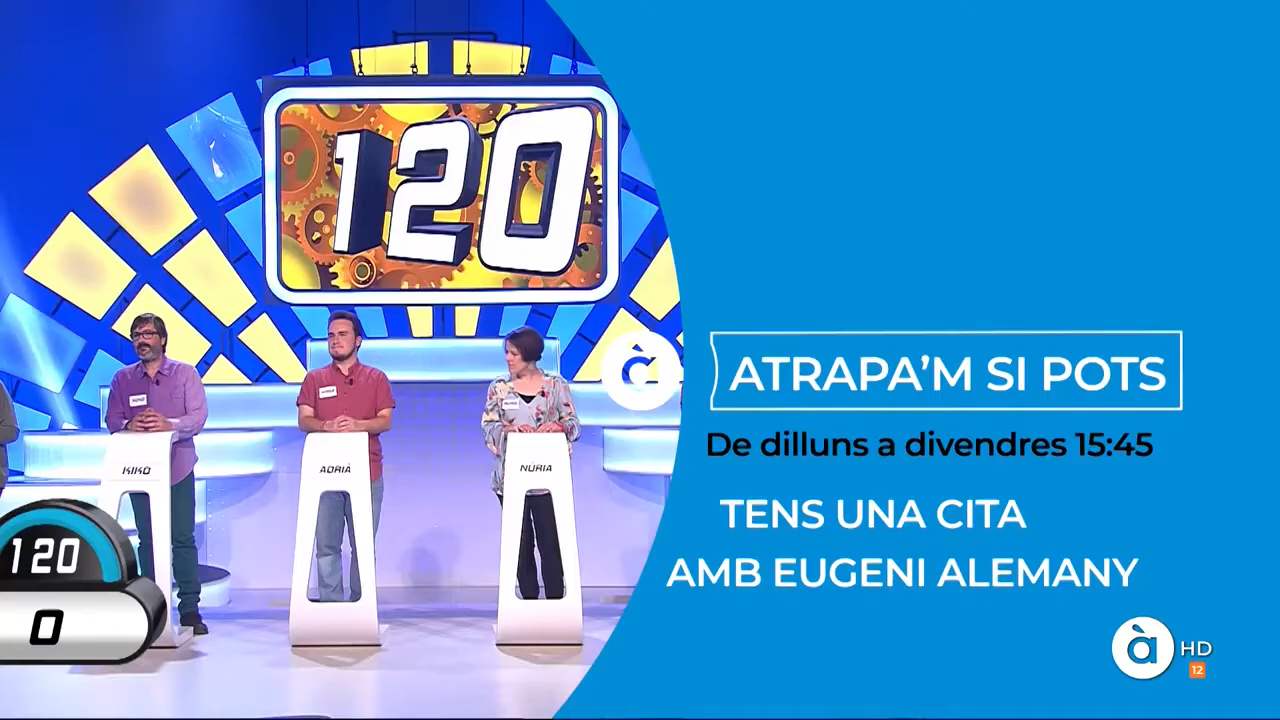 120
KIKO
ADRIÀ
NÚRIA
120
0
à
ATRAPA'M SI POTS
De dilluns a divendres 15:45
TENS UNA CITA
AMB EUGENI ALEMANY
à HD
12